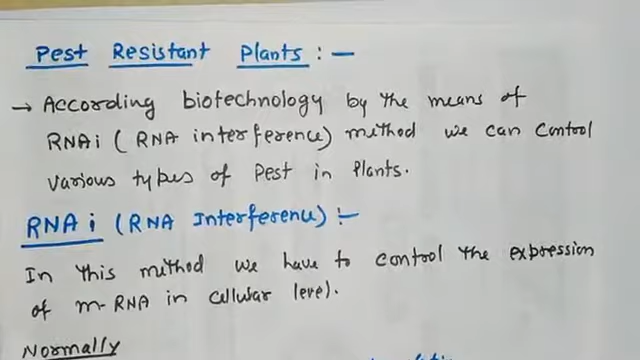 Pest Resistant Plants : -
→ According biotechnology by the means of
RNAi ( RNA interference) method we can control
various types of Pest in Plants.
RNA i (RNA Interference) :-
In this method we have to control the expression
of m-RNA in cellular level.
Normally